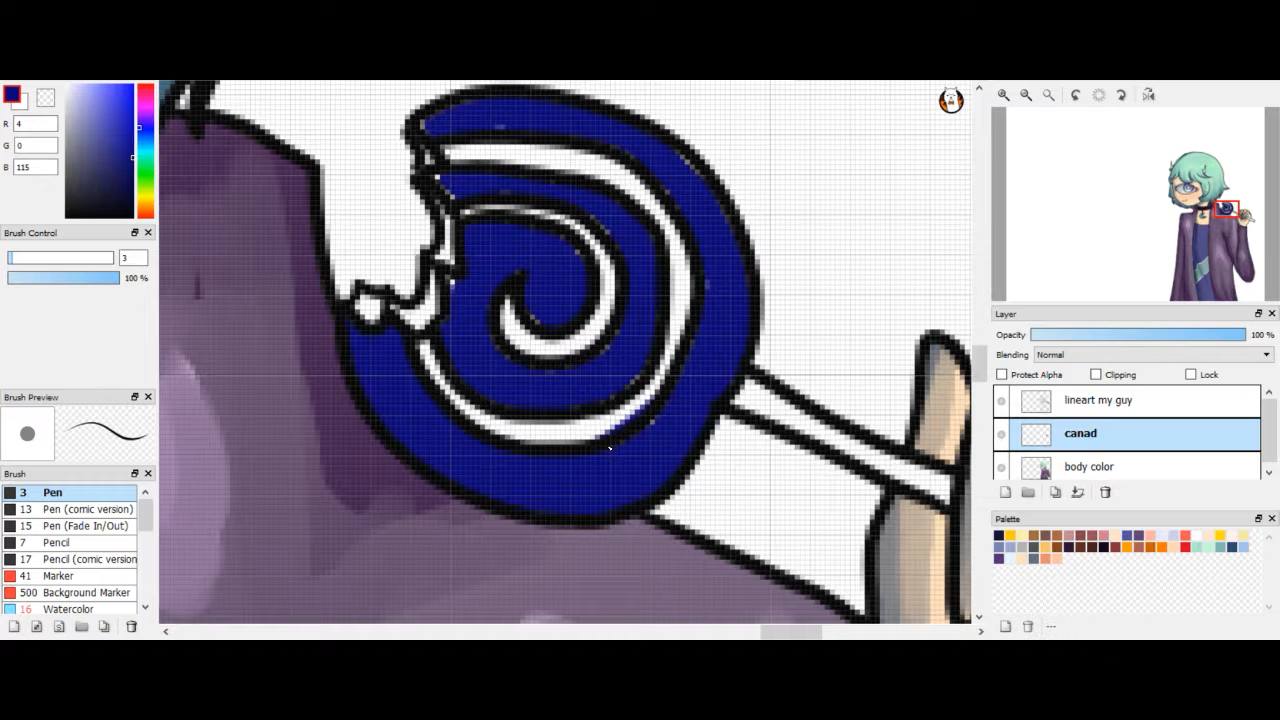 R 4
G 0
B 115
Brush Control
3
100 %
Brush Preview
Brush
3 Pen
13 Pen (comic version)
15 Pen (Fade In/Out)
7 Pencil
17 Pencil (comic version
41 Marker
500 Background Marker
16 Watercolor
Layer
Opacity 100 %
Blending Normal
Protect Alpha Clipping Lock
lineart my guy
canad
body color
Palette
---